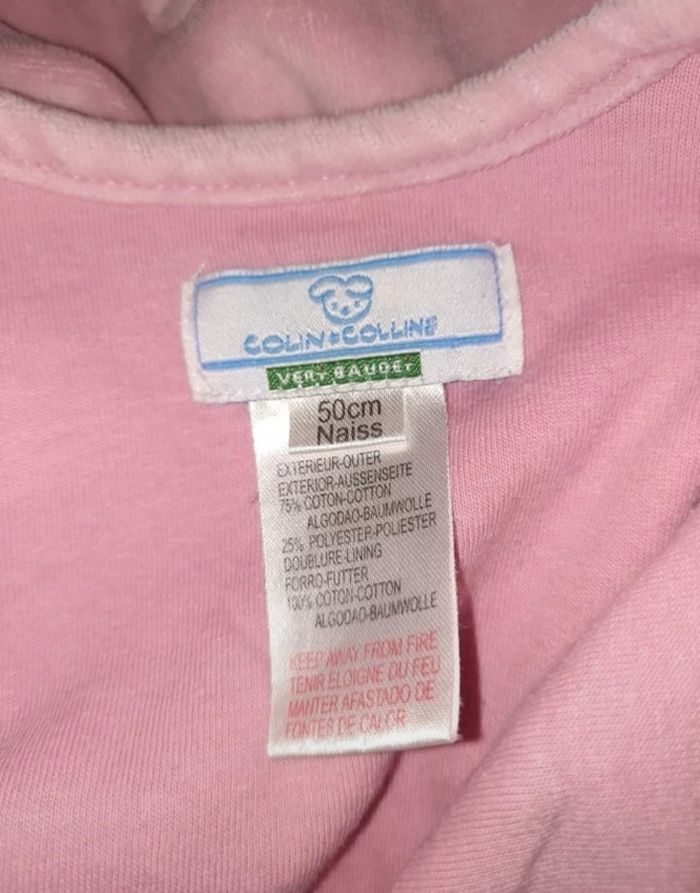 COLIN COLLINE
VERT BAUDET
50cm
Naiss
EXTERIEUR-OUTER
EXTERIOR-AUSSENSEITE
75% COTON-COTTON
ALGODAO-BAUMWOLLE
25% POLYESTER-POLIESTER
DOUBLURE-LINING
FORRO-FUTTER
100% COTON-COTTON
ALGODAO-BAUMWOLLE
KEEP AWAY FROM FIRE
TENIR ELOIGNE DU FEU
MANTER AFASTADO DE
FONTES DE CALOR